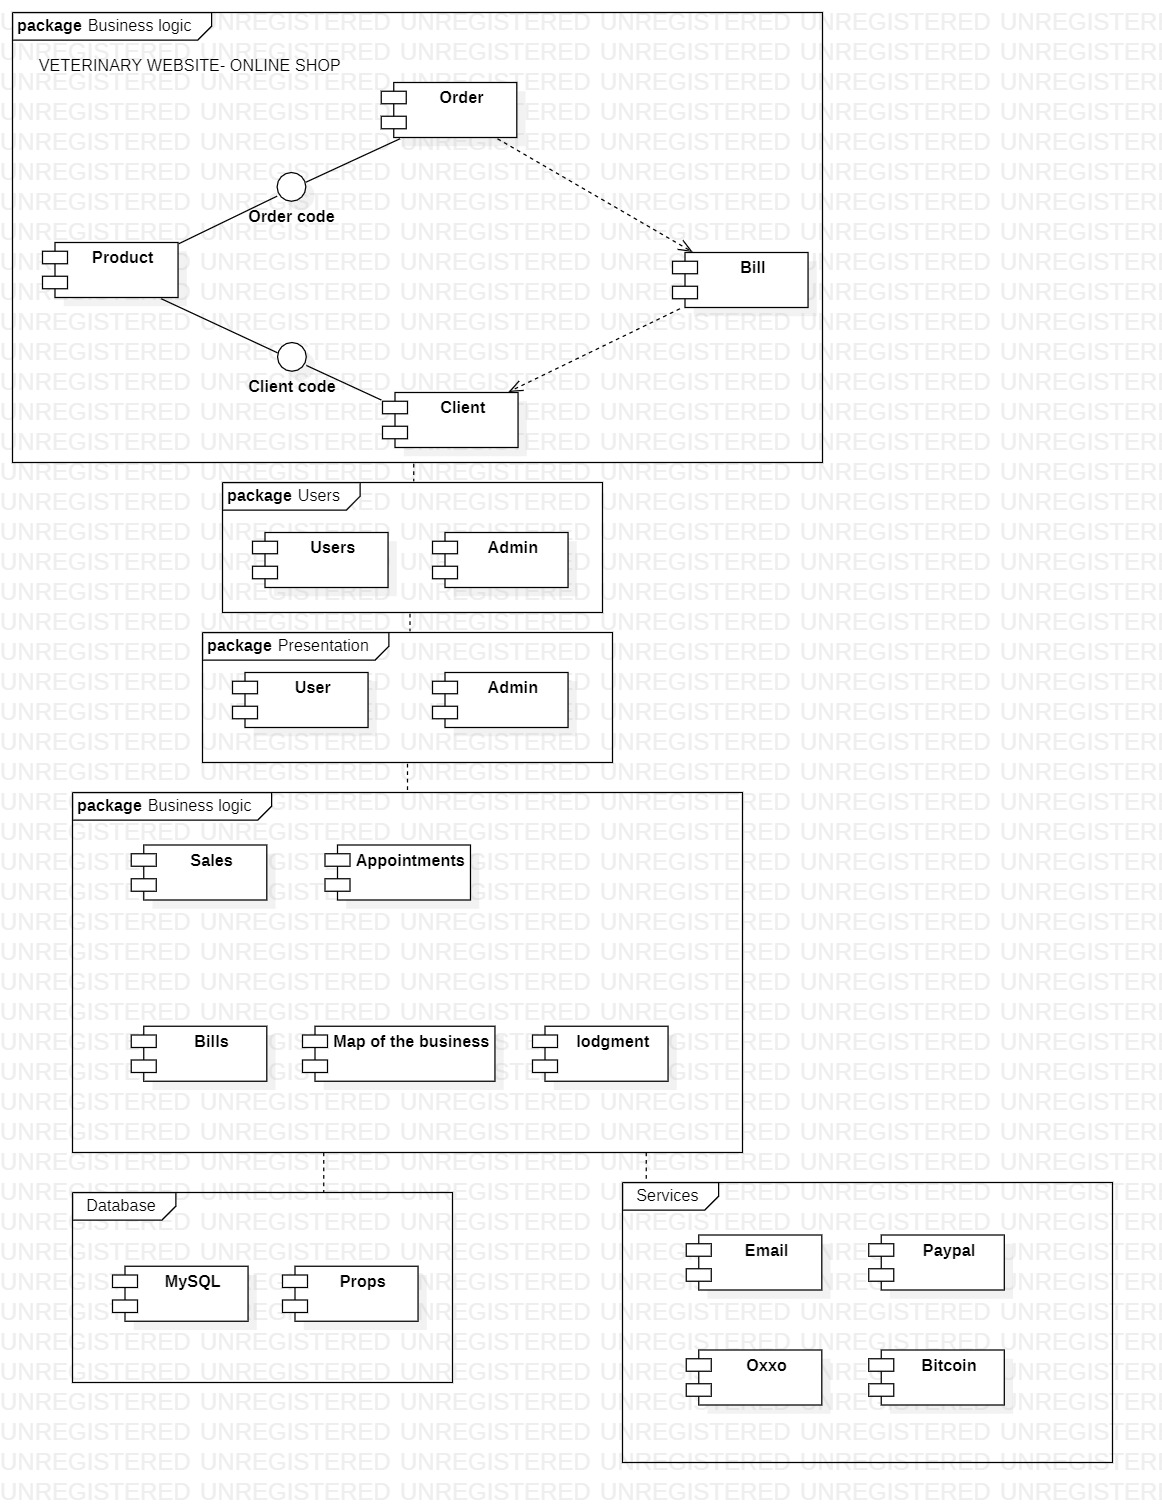 package Business logic
VETERINARY WEBSITE- ONLINE SHOP
Order
Order code
Product
Bill
Client code
Client
package Users
Users
Admin
package Presentation
User
Admin
package Business logic
Sales
Appointments
Bills
Map of the business
lodgment
Database
MySQL
Props
Services
Email
Paypal
Oxxo
Bitcoin
UNREGISTERED